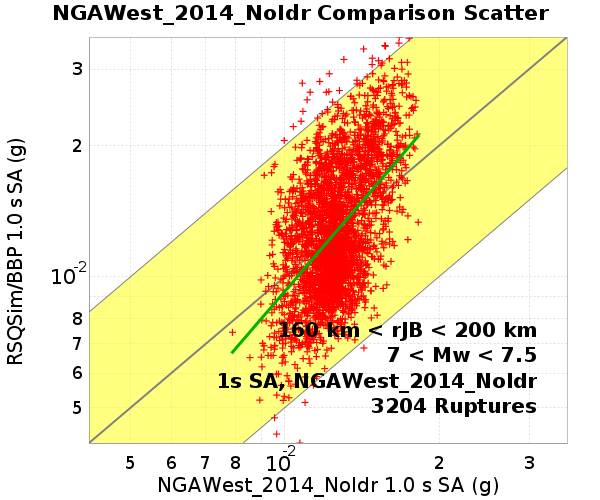 NGAWest_2014_NoIdr Comparison Scatter
RSQSim/BBP 1.0 s SA (g)
3
2
10-2
8
7
6
5
160 km < rJB < 200 km
7 < Mw < 7.5
1s SA, NGAWest_2014_NoIdr
3204 Ruptures
5 6 7 8 10-2 2 3
NGAWest_2014_NoIdr 1.0 s SA (g)